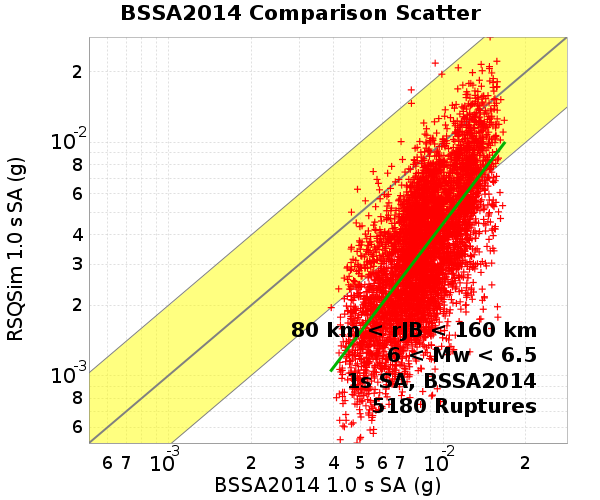 BSSA2014 Comparison Scatter
RSQSim 1.0 s SA (g)
2
10-2
8
6
4
3
2
10-3
8
6
80 km < rJB < 160 km
6 < Mw < 6.5
1s SA, BSSA2014
5180 Ruptures
6 7 10-3 2 3 4 5 6 7 10-2 2
BSSA2014 1.0 s SA (g)